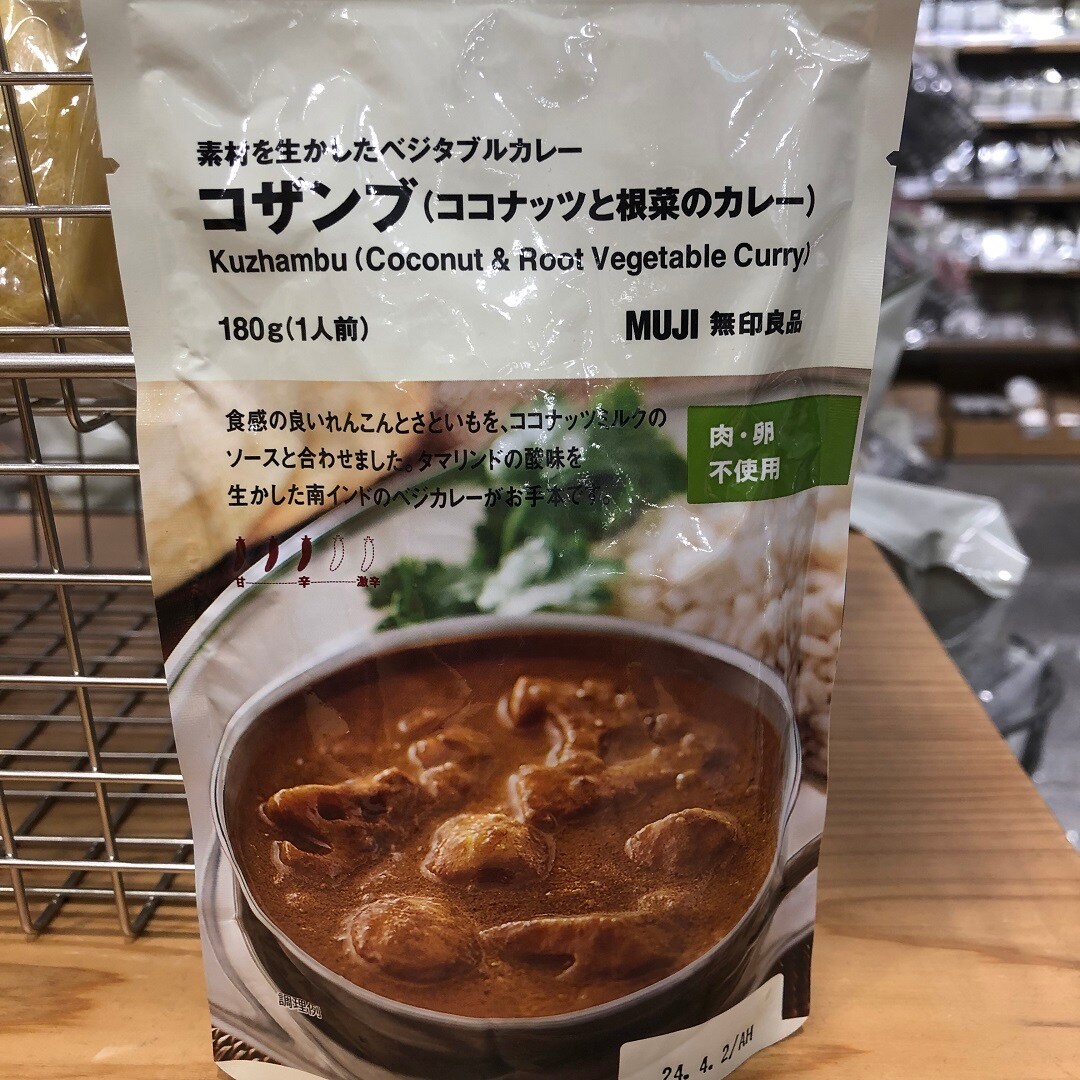 素材を生かしたベジタブルカレー
コザンブ(ココナッツと根菜のカレー)
Kuzhambu (Coconut & Root Vegetable Curry)
180g(1人前)
MUJI 無印良品
食感の良いれんこんとさといもを、ココナッツミルクの
ソースと合わせました。タマリンドの酸味を
生かした南インドのベジカレーがお手本です。
肉・卵
不使用
甘 辛 激辛
調理例
24. 4. 2/AH